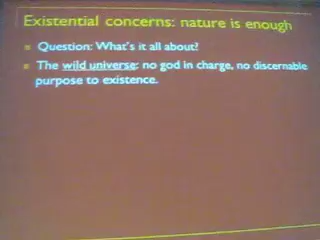 Existential concerns: nature is enough
Question: What's it all about?
The wild universe: no god in charge, no discernable
purpose to existence.